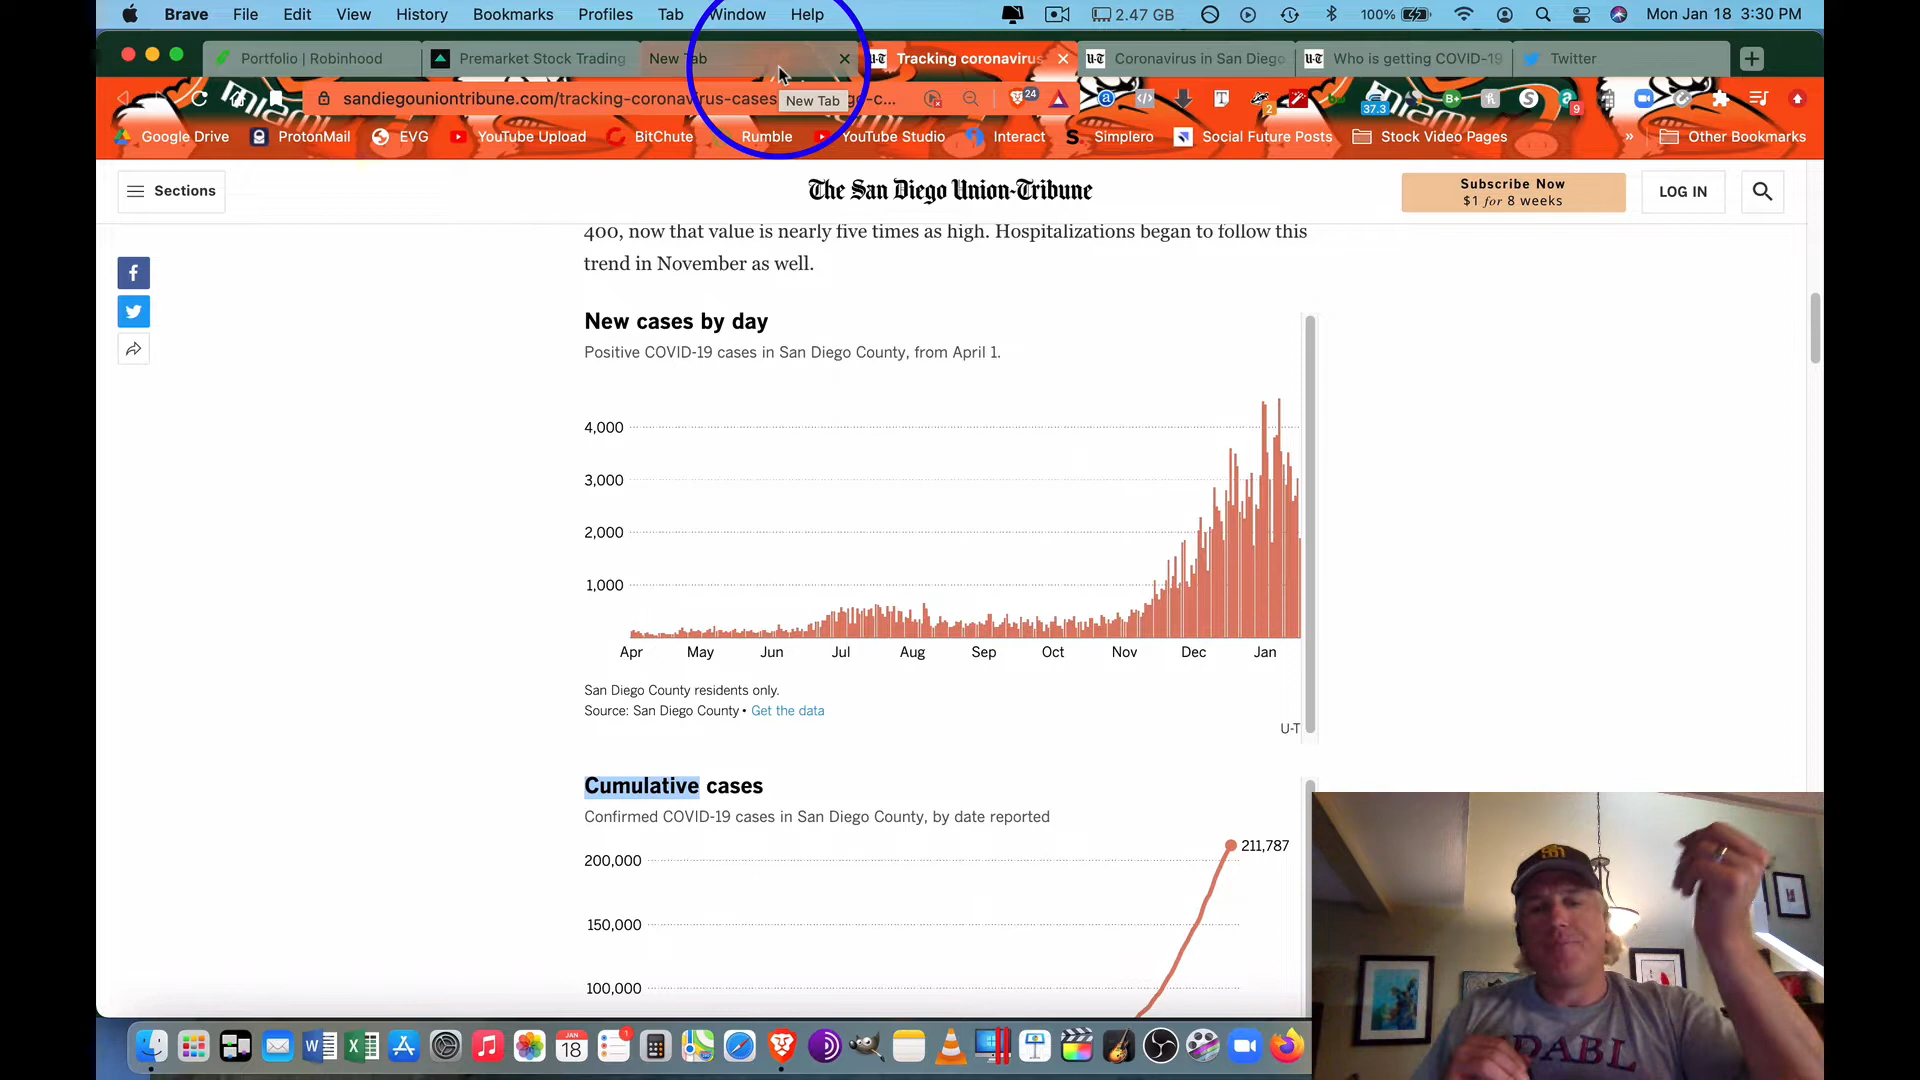 Brave File Edit View History Bookmarks Profiles Tab Window Help 2.47 GB 100% Mon Jan 18 3:30 PM
Portfolio | Robinhood Premarket Stock Trading New Tab Tracking coronavirus Coronavirus in San Diego Who is getting COVID-19 Twitter
sandiegouniontribune.com/tracking-coronavirus-cases
New Tab
24 2 37.3 9
Google Drive ProtonMail EVG YouTube Upload BitChute Rumble YouTube Studio Interact Simplero Social Future Posts Stock Video Pages » Other Bookmarks
Sections
The San Diego Union-Tribune
Subscribe Now
$1 for 8 weeks
LOG IN
400, now that value is nearly five times as high. Hospitalizations began to follow this
trend in November as well.
New cases by day
Positive COVID-19 cases in San Diego County, from April 1.
4,000
3,000
2,000
1,000
Apr May Jun Jul Aug Sep Oct Nov Dec Jan
San Diego County residents only.
Source: San Diego County • Get the data
U-T
Cumulative cases
Confirmed COVID-19 cases in San Diego County, by date reported
211,787
200,000
150,000
100,000
JAN
18
1